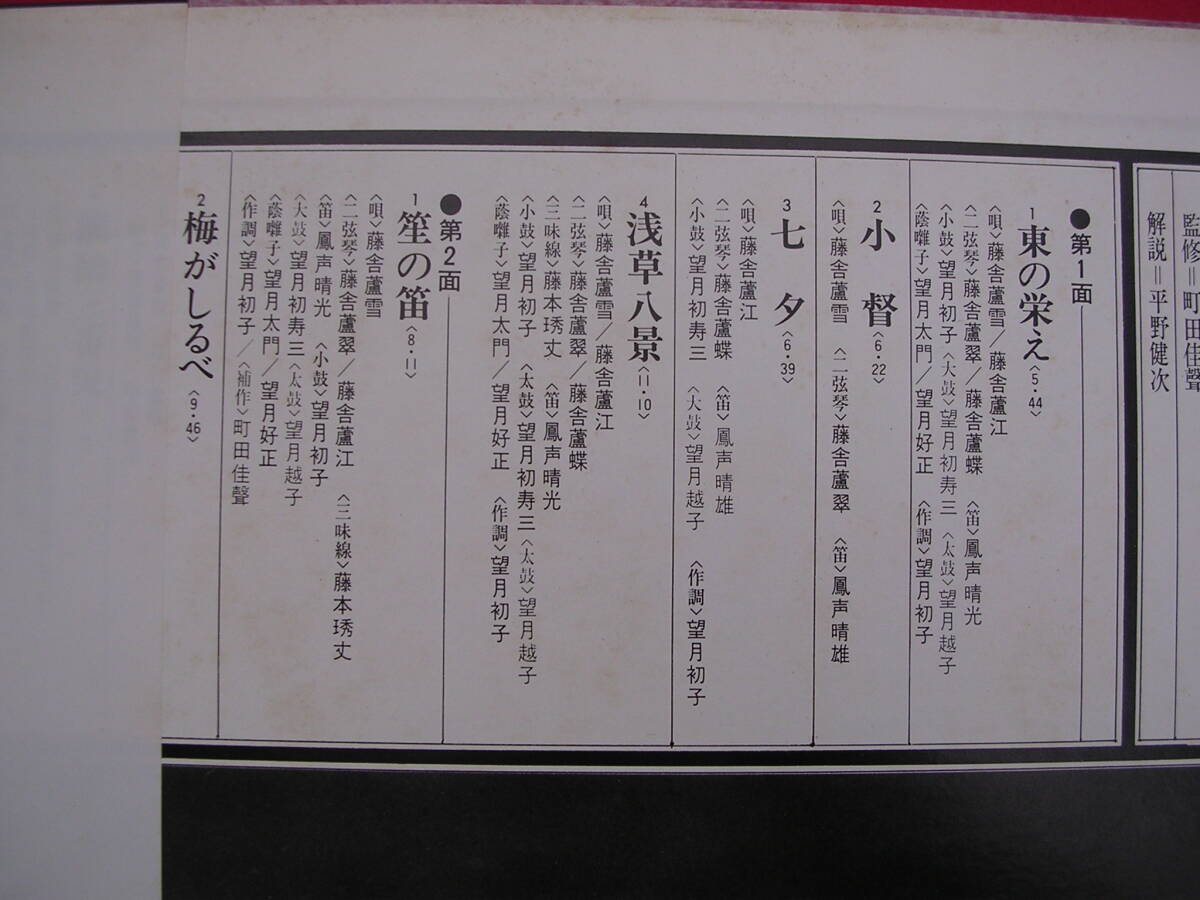 監修＝町田佳聲
解説＝平野健次
●第1面
1 東の栄え〈5・44〉
〈唄〉藤舎蘆雪／藤舎蘆江
〈二弦琴〉藤舎蘆翠／藤舎蘆蝶 〈笛〉鳳声晴光
〈小鼓〉望月初子 〈大鼓〉望月初寿三 〈太鼓〉望月越子
〈蔭囃子〉望月太門／望月好正 〈作調〉望月初子
2 小督〈6・22〉
〈唄〉藤舎蘆雪 〈二弦琴〉藤舎蘆翠 〈笛〉鳳声晴雄
3 七夕〈6・39〉
〈唄〉藤舎蘆江
〈二弦琴〉藤舎蘆蝶 〈笛〉鳳声晴雄
〈小鼓〉望月初寿三 〈大鼓〉望月越子 〈作調〉望月初子
4 浅草八景〈11・10〉
〈唄〉藤舎蘆雪／藤舎蘆江
〈二弦琴〉藤舎蘆翠／藤舎蘆蝶
〈三味線〉藤本琇丈 〈笛〉鳳声晴光
〈小鼓〉望月初子 〈大鼓〉望月初寿三 〈太鼓〉望月越子
〈蔭囃子〉望月太門／望月好正 〈作調〉望月初子
●第2面
1 笙の笛〈8・11〉
〈唄〉藤舎蘆雪
〈二弦琴〉藤舎蘆翠／藤舎蘆江 〈三味線〉藤本琇丈
〈笛〉鳳声晴光 〈小鼓〉望月初子
〈大鼓〉望月初寿三 〈太鼓〉望月越子
〈蔭囃子〉望月太門／望月好正
〈作調〉望月初子／〈補作〉町田佳聲
2 梅がしるべ〈9・46〉